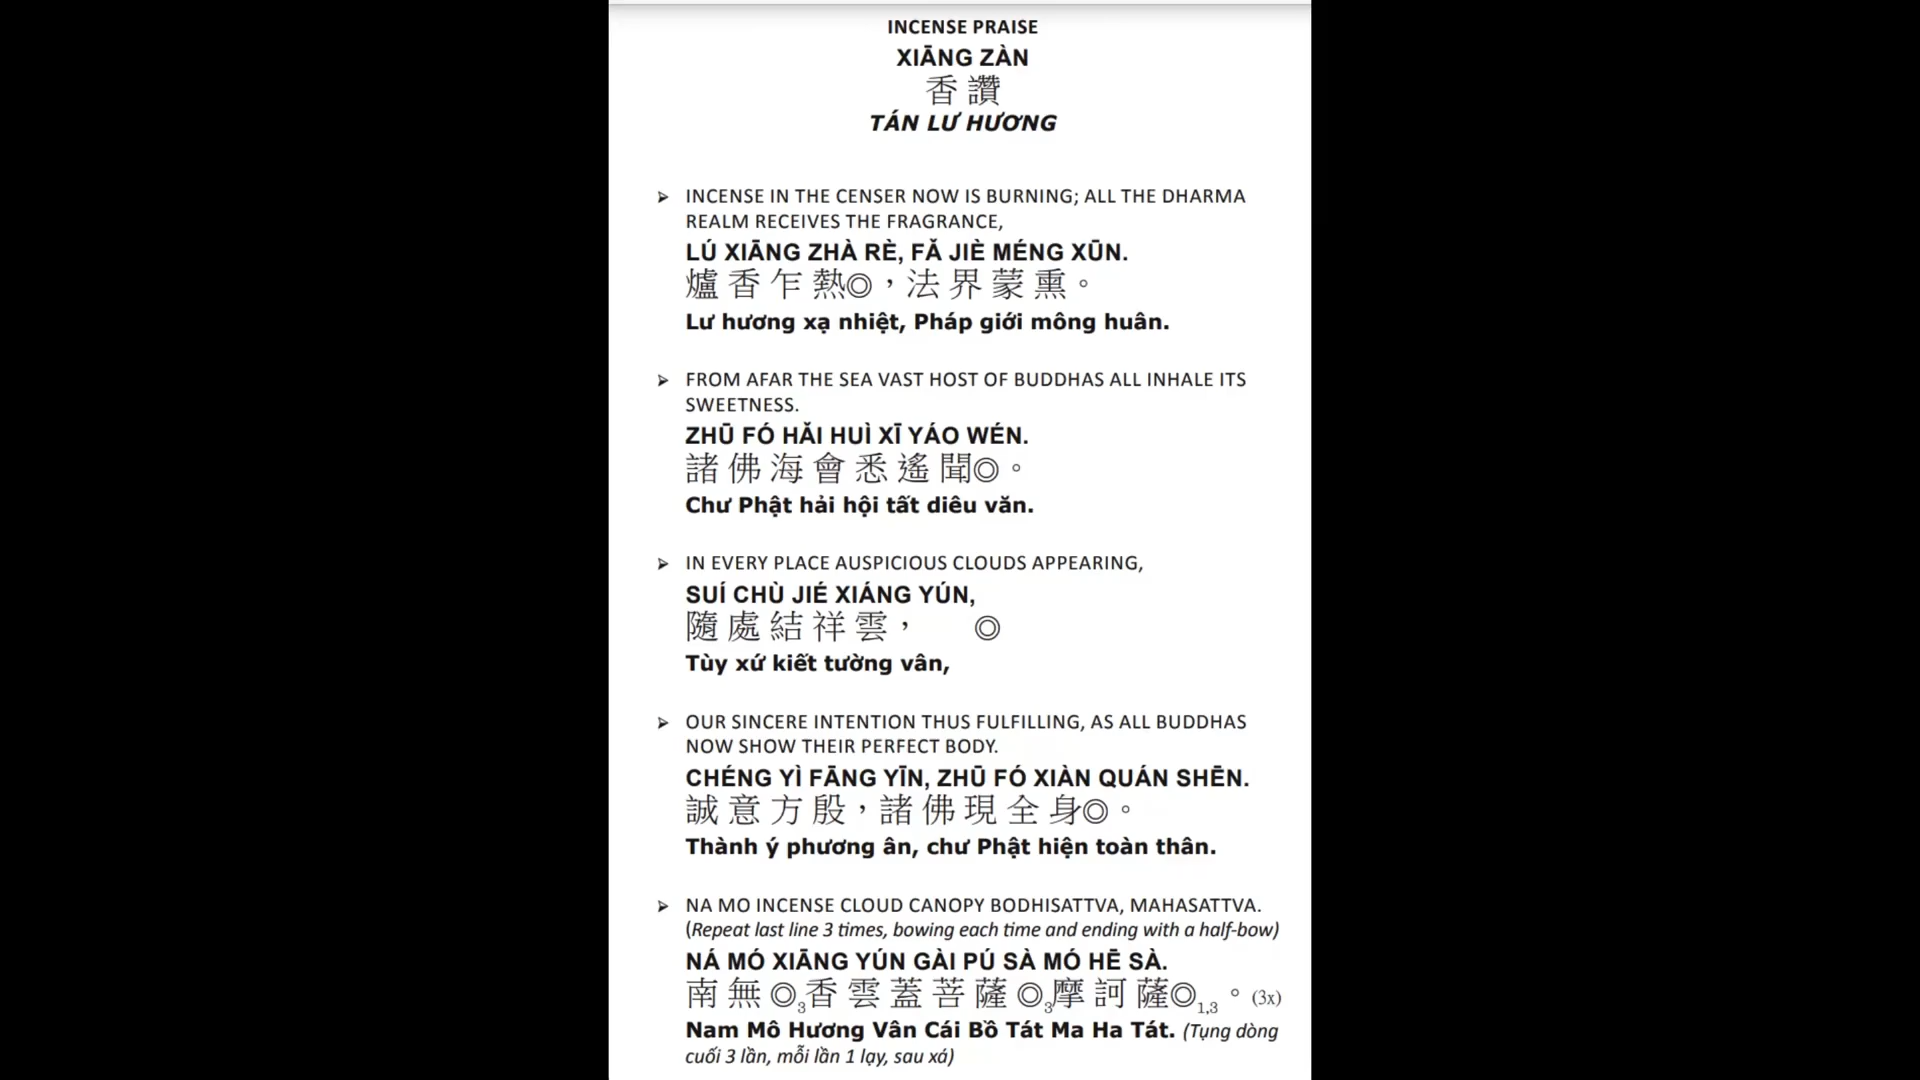 INCENSE PRAISE
XIĀNG ZÀN
香 讚
TÁN LƯ HƯƠNG
➢ INCENSE IN THE CENSER NOW IS BURNING; ALL THE DHARMA
REALM RECEIVES THE FRAGRANCE,
LÚ XIĀNG ZHÀ RÈ, FǍ JIÈ MÉNG XŪN.
爐 香 乍 熱◎，法 界 蒙 熏 。
Lư hương xạ nhiệt, Pháp giới mông huân.
➢ FROM AFAR THE SEA VAST HOST OF BUDDHAS ALL INHALE ITS
SWEETNESS.
ZHŪ FÓ HǍI HUÌ XĪ YÁO WÉN.
諸 佛 海 會 悉 遙 聞◎ 。
Chư Phật hải hội tất diêu văn.
➢ IN EVERY PLACE AUSPICIOUS CLOUDS APPEARING,
SUÍ CHÙ JIÉ XIÁNG YÚN,
隨 處 結 祥 雲， ◎
Tùy xứ kiết tường vân,
➢ OUR SINCERE INTENTION THUS FULFILLING, AS ALL BUDDHAS
NOW SHOW THEIR PERFECT BODY.
CHÉNG YÌ FĀNG YĪN, ZHŪ FÓ XIÀN QUÁN SHĒN.
誠 意 方 殷，諸 佛 現 全 身◎ 。
Thành ý phương ân, chư Phật hiện toàn thân.
➢ NA MO INCENSE CLOUD CANOPY BODHISATTVA, MAHASATTVA.
(Repeat last line 3 times, bowing each time and ending with a half-bow)
NÁ MÓ XIĀNG YÚN GÀI PÚ SÀ MÓ HĒ SÀ.
南 無 ◎3香 雲 蓋 菩 薩 ◎3摩 訶 薩◎1,3 。(3x)
Nam Mô Hương Vân Cái Bồ Tát Ma Ha Tát. (Tụng dòng
cuối 3 lần, mỗi lần 1 lạy, sau xá)